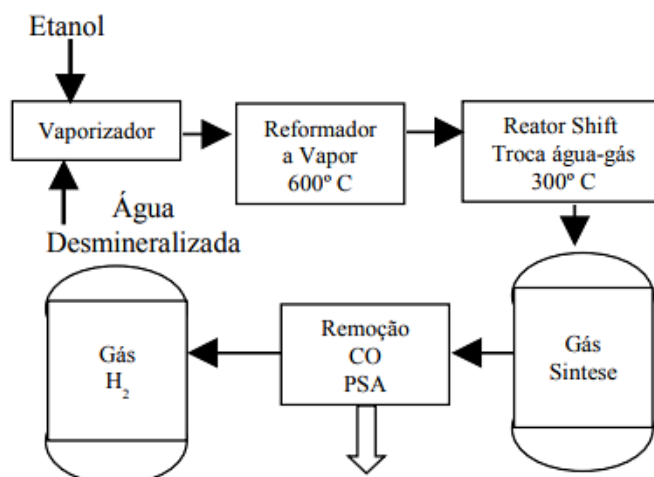 Etanol
Vaporizador
Reformador
a Vapor
600º C
Reator Shift
Troca água-gás
300º C
Água
Desmineralizada
Gás
H₂
Remoção
CO
PSA
Gás
Sintese